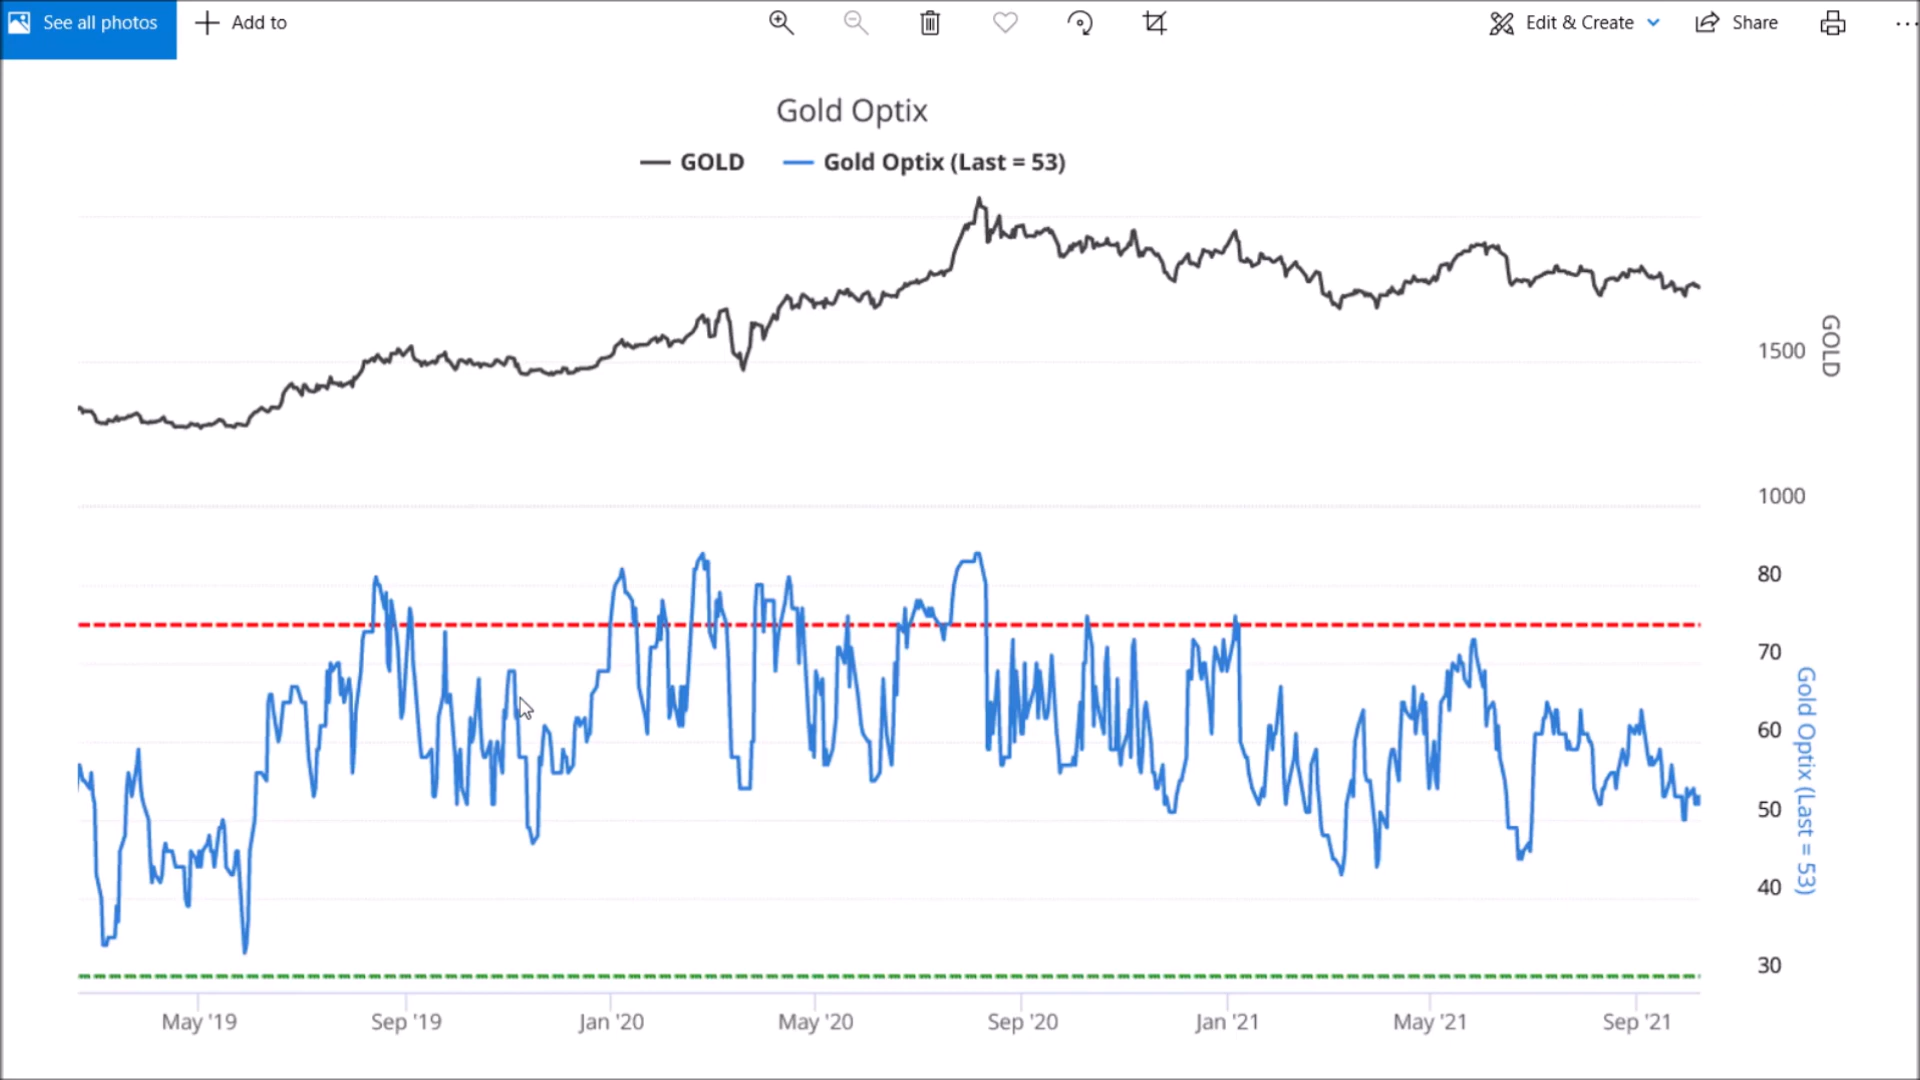 See all photos
Add to
Edit & Create
Share
Gold Optix
GOLD
Gold Optix (Last = 53)
1500
GOLD
1000
80
70
60
50
40
30
Gold Optix (Last = 53)
May '19
Sep '19
Jan '20
May '20
Sep '20
Jan '21
May '21
Sep '21